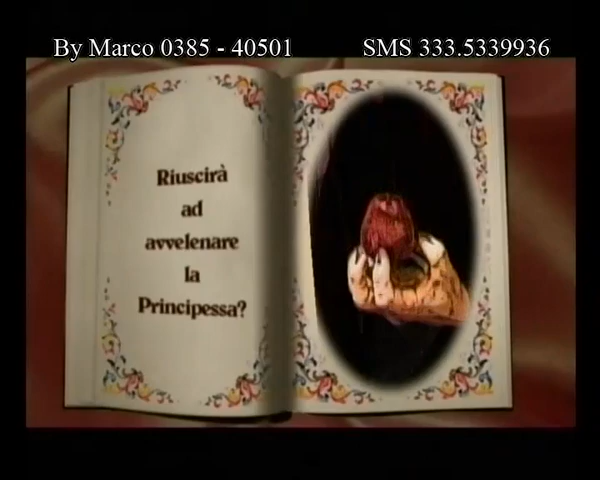 By Marco 0385 - 40501 SMS 333.5339936
Riuscirà
ad
avvelenare
la
Principessa?